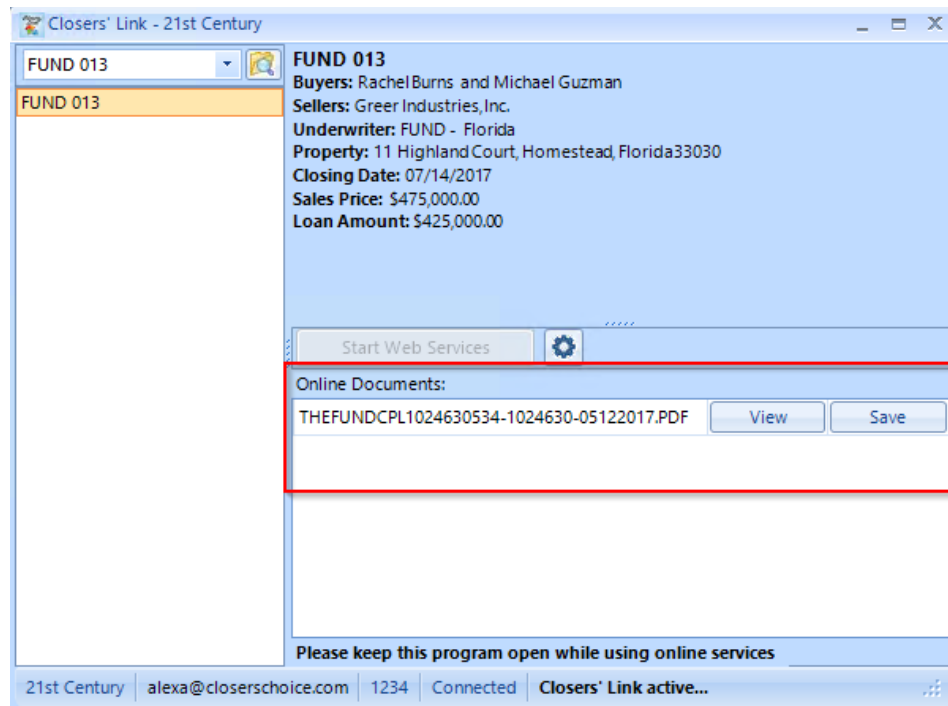 Closers' Link - 21st Century
FUND 013
FUND 013
FUND 013
Buyers: Rachel Burns and Michael Guzman
Sellers: Greer Industries, Inc.
Underwriter: FUND - Florida
Property: 11 Highland Court, Homestead, Florida33030
Closing Date: 07/14/2017
Sales Price: $475,000.00
Loan Amount: $425,000.00
Start Web Services
Online Documents:
THEFUNDCPL1024630534-1024630-05122017.PDF View Save
Please keep this program open while using online services
21st Century alexa@closerschoice.com 1234 Connected Closers' Link active...